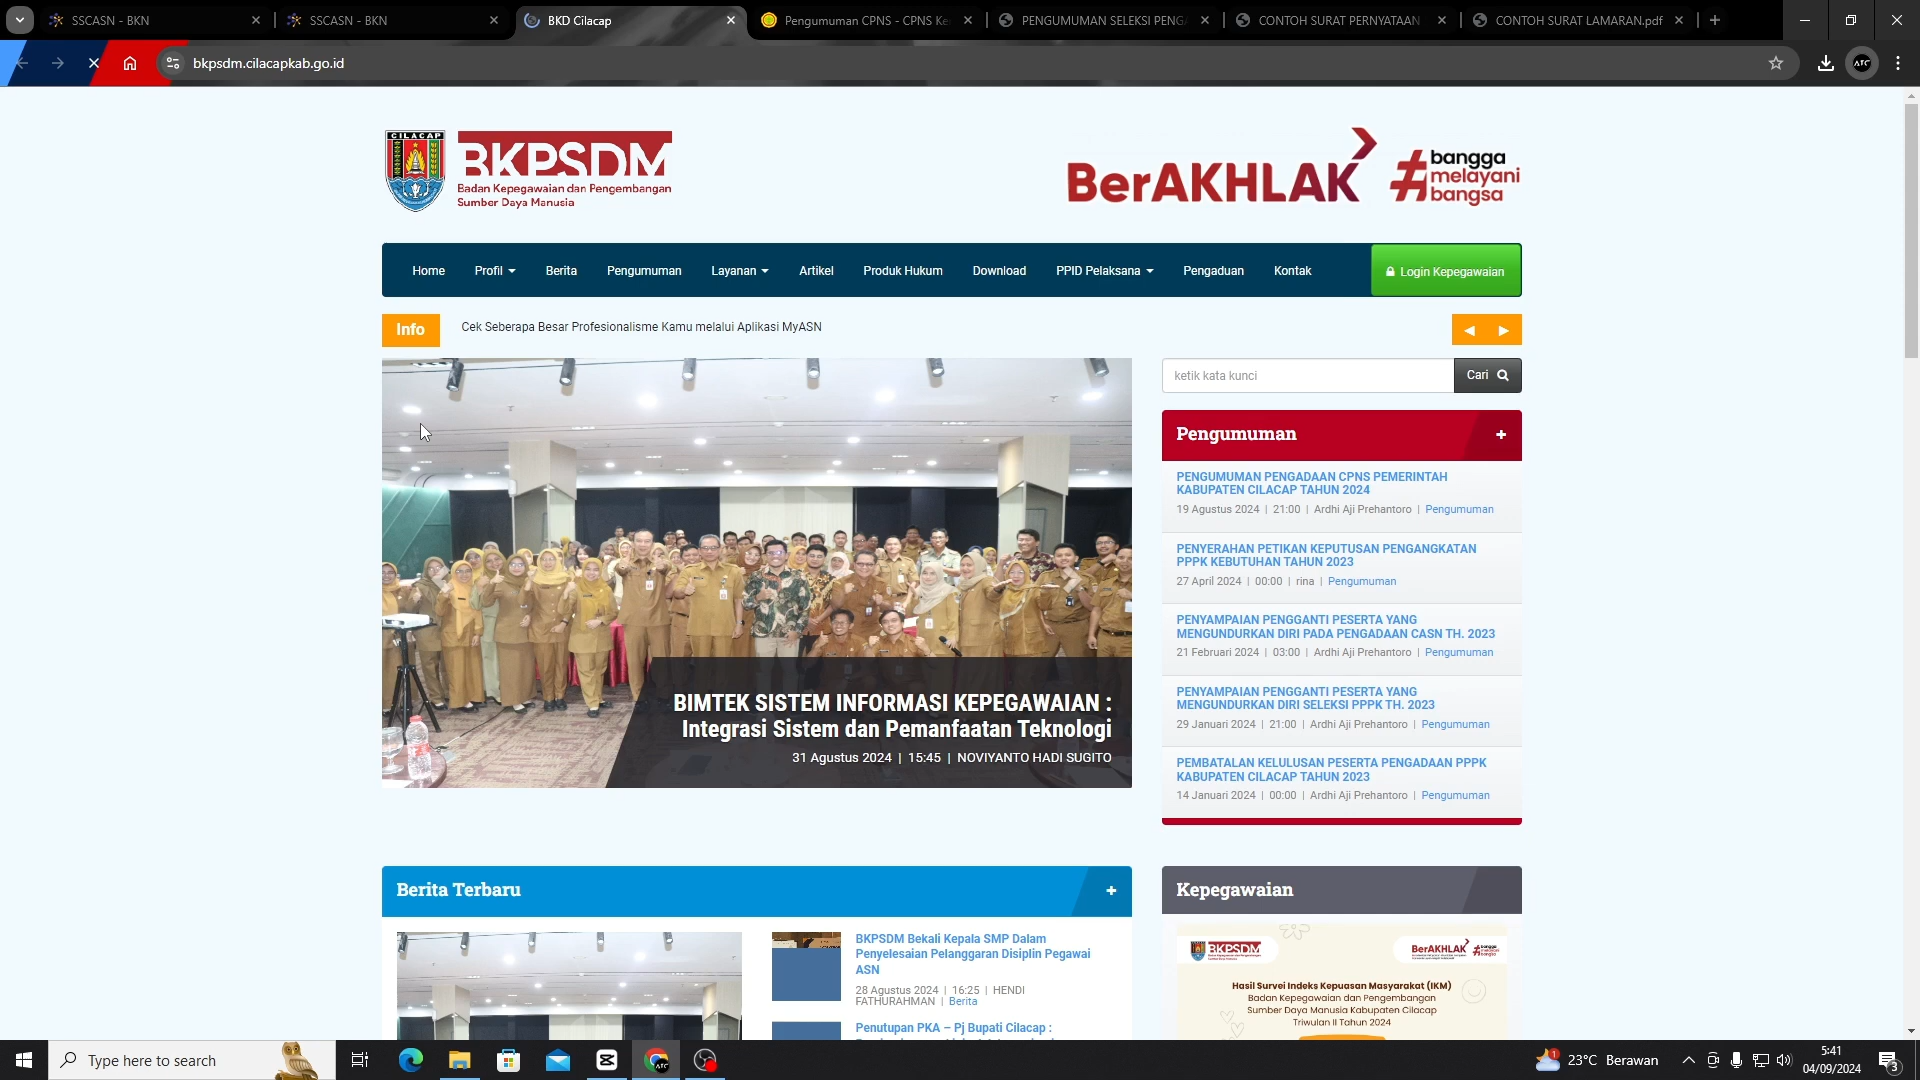 SSCASN - BKN
SSCASN - BKN
BKD Cilacap
Pengumuman CPNS - CPNS Ke
PENGUMUMAN SELEKSI PENGA
CONTOH SURAT PERNYATAAN
CONTOH SURAT LAMARAN.pdf
bkpsdm.cilacapkab.go.id
CILACAP
BKPSDM
Badan Kepegawaian dan Pengembangan
Sumber Daya Manusia
BerAKHLAK
#bangga
melayani
bangsa
Home
Profil
Berita
Pengumuman
Layanan
Artikel
Produk Hukum
Download
PPID Pelaksana
Pengaduan
Kontak
Login Kepegawaian
Info
Cek Seberapa Besar Profesionalisme Kamu melalui Aplikasi MyASN
BIMTEK SISTEM INFORMASI KEPEGAWAIAN :
Integrasi Sistem dan Pemanfaatan Teknologi
31 Agustus 2024 | 15:45 | NOVIYANTO HADI SUGITO
ketik kata kunci
Cari
Pengumuman
+
PENGUMUMAN PENGADAAN CPNS PEMERINTAH
KABUPATEN CILACAP TAHUN 2024
19 Agustus 2024 | 21:00 | Ardhi Aji Prehantoro | Pengumuman
PENYERAHAN PETIKAN KEPUTUSAN PENGANGKATAN
PPPK KEBUTUHAN TAHUN 2023
27 April 2024 | 00:00 | rina | Pengumuman
PENYAMPAIAN PENGGANTI PESERTA YANG
MENGUNDURKAN DIRI PADA PENGADAAN CASN TH. 2023
21 Februari 2024 | 03:00 | Ardhi Aji Prehantoro | Pengumuman
PENYAMPAIAN PENGGANTI PESERTA YANG
MENGUNDURKAN DIRI SELEKSI PPPK TH. 2023
29 Januari 2024 | 21:00 | Ardhi Aji Prehantoro | Pengumuman
PEMBATALAN KELULUSAN PESERTA PENGADAAN PPPK
KABUPATEN CILACAP TAHUN 2023
14 Januari 2024 | 00:00 | Ardhi Aji Prehantoro | Pengumuman
Berita Terbaru
+
BKPSDM Bekali Kepala SMP Dalam
Penyelesaian Pelanggaran Disiplin Pegawai
ASN
28 Agustus 2024 | 16:25 | HENDI
FATHURAHMAN | Berita
Penutupan PKA – Pj Bupati Cilacap :
Kepegawaian
BKPSDM
BerAKHLAK
#bangga
melayani
bangsa
Hasil Survei Indeks Kepuasan Masyarakat (IKM)
Badan Kepegawaian dan Pengembangan
Sumber Daya Manusia Kabupaten Cilacap
Triwulan II Tahun 2024
Type here to search
23°C Berawan
5:41
04/09/2024
3